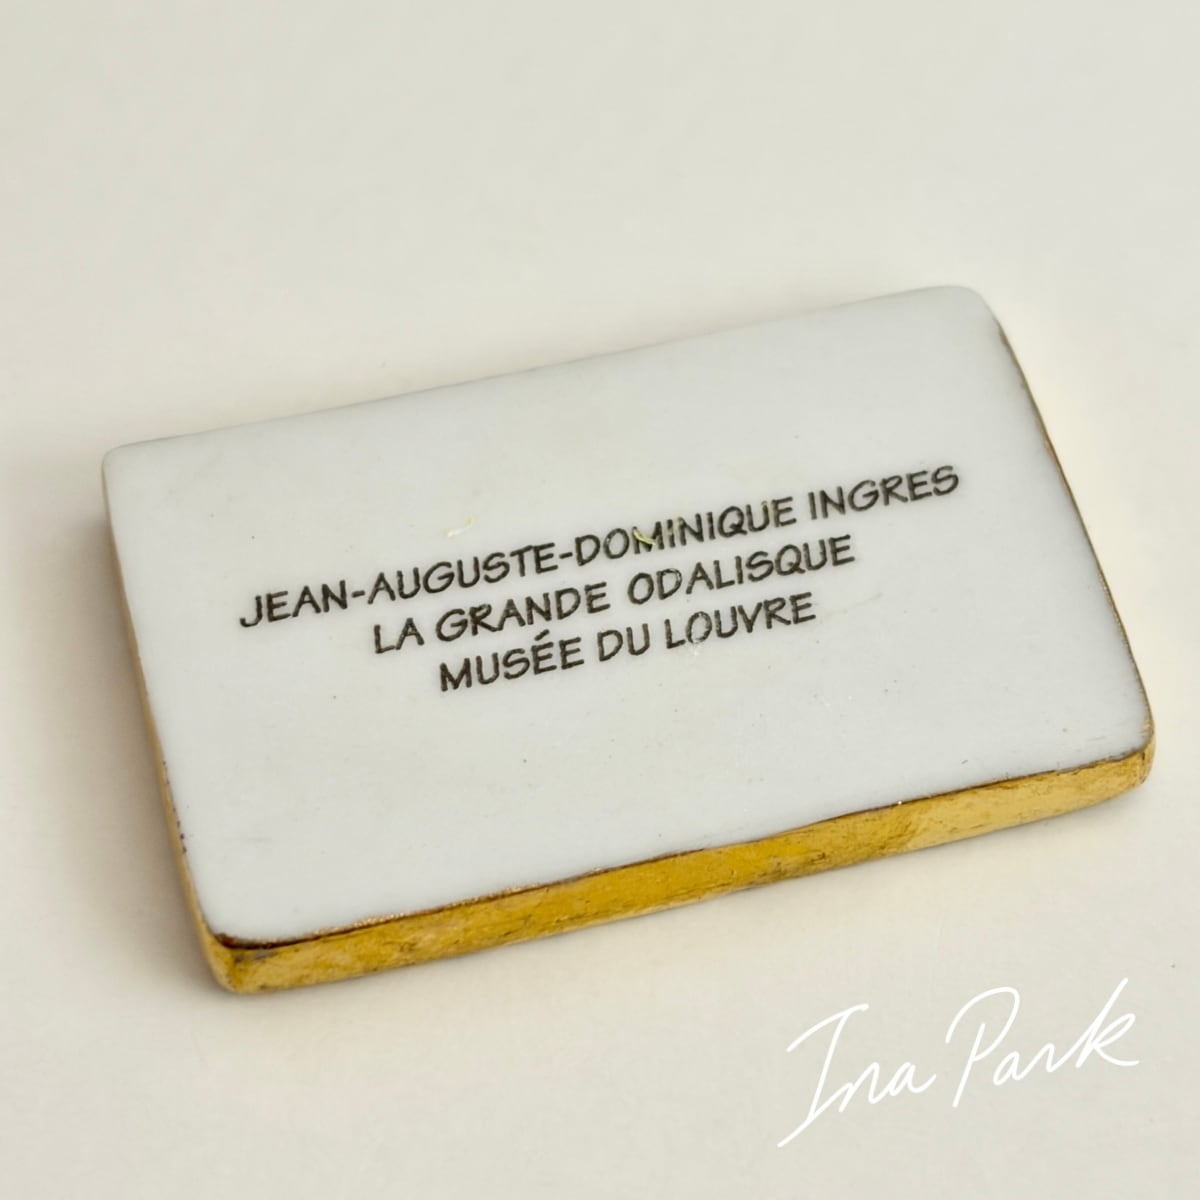 JEAN-AUGUSTE-DOMINIQUE INGRES
LA GRANDE ODALISQUE
MUSÉE DU LOUVRE
Ina Park